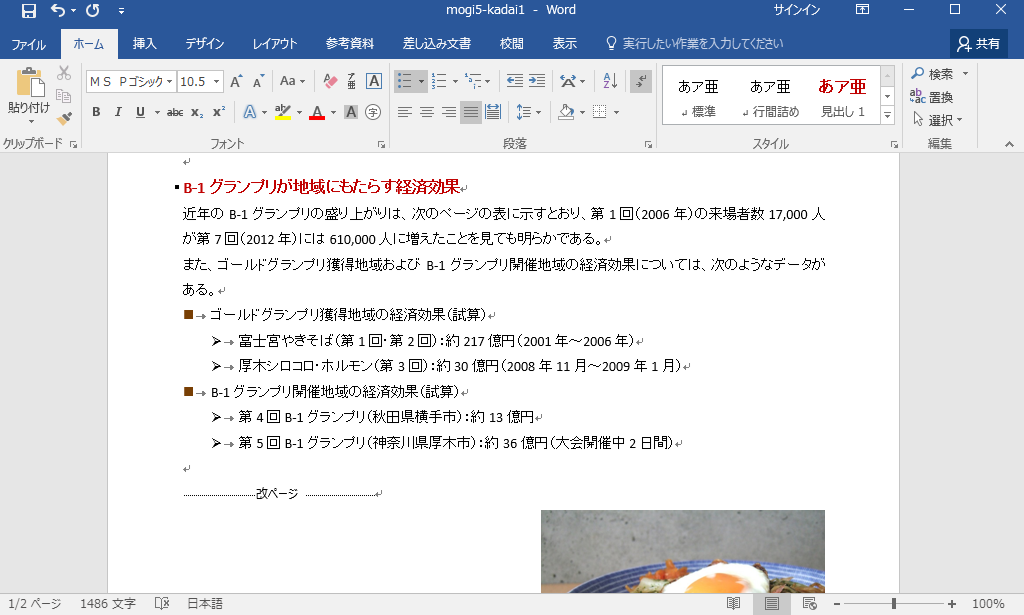 mogi5-kadai1 - Word
サインイン
ファイル ホーム 挿入 デザイン レイアウト 参考資料 差し込み文書 校閲 表示 実行したい作業を入力してください 共有
貼り付け
ＭＳ Ｐゴシック 10.5 A A Aa A
B I U abc x₂ x² A A A 字
あア亜 あア亜 あア亜
標準 行間詰め 見出し 1
検索
置換
選択
クリップボード フォント 段落 スタイル 編集
B-1 グランプリが地域にもたらす経済効果
近年の B-1 グランプリの盛り上がりは、次のページの表に示すとおり、第 1 回（2006 年）の来場者数 17,000 人
が第 7 回（2012 年）には 610,000 人に増えたことを見ても明らかである。
また、ゴールドグランプリ獲得地域および B-1 グランプリ開催地域の経済効果については、次のようなデータが
ある。
■→ゴールドグランプリ獲得地域の経済効果（試算）
➢→富士宮やきそば（第 1 回・第 2 回）：約 217 億円（2001 年～2006 年）
➢→厚木シロコロ・ホルモン（第 3 回）：約 30 億円（2008 年 11 月～2009 年 1 月）
■→B-1 グランプリ開催地域の経済効果（試算）
➢→第 4 回 B-1 グランプリ（秋田県横手市）：約 13 億円
➢→第 5 回 B-1 グランプリ（神奈川県厚木市）：約 36 億円（大会開催中 2 日間）
改ページ
1/2 ページ 1486 文字 日本語 100%